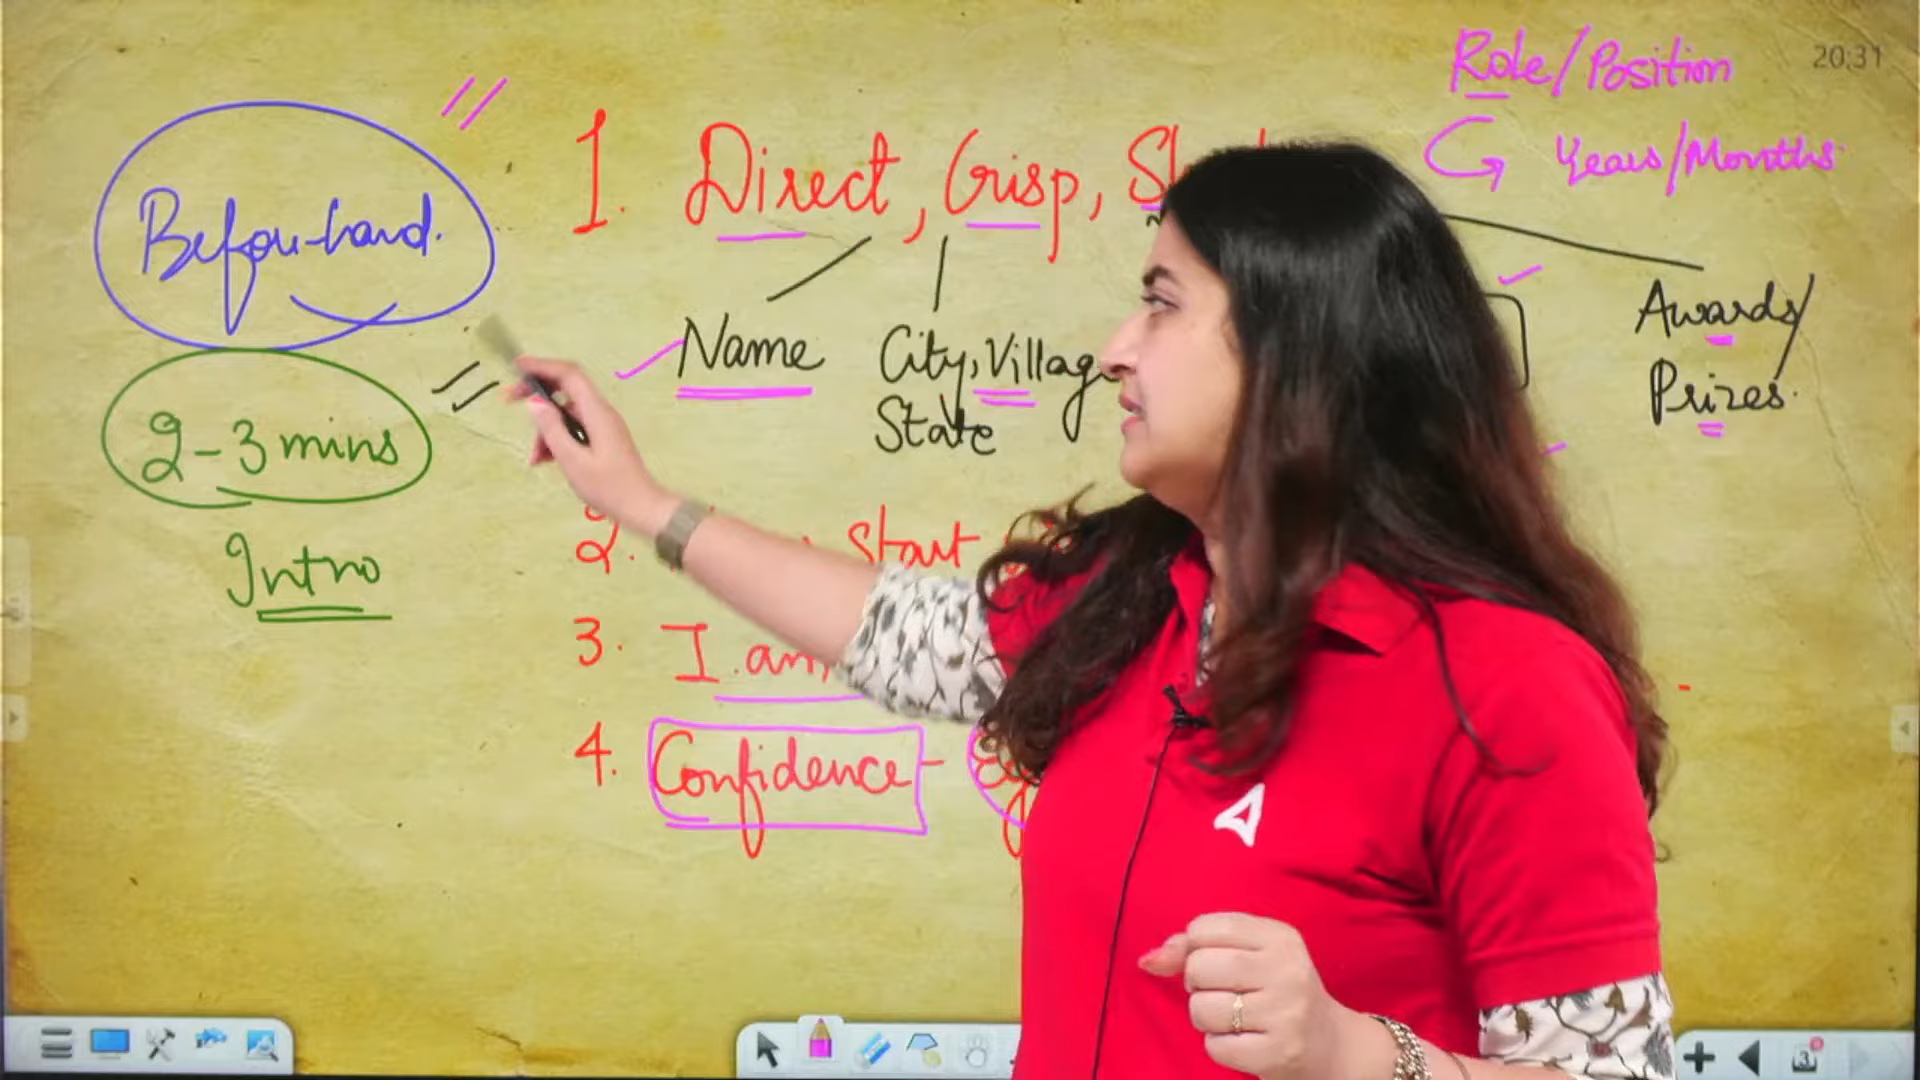 Role/Position
20:31
Years/Months
1. Direct, Crisp,
Before-hand.
Name
City, Village
State
Awards/
Prizes.
2-3 mins
Intro
2. Start
3. I am,
4. Confidence -
3